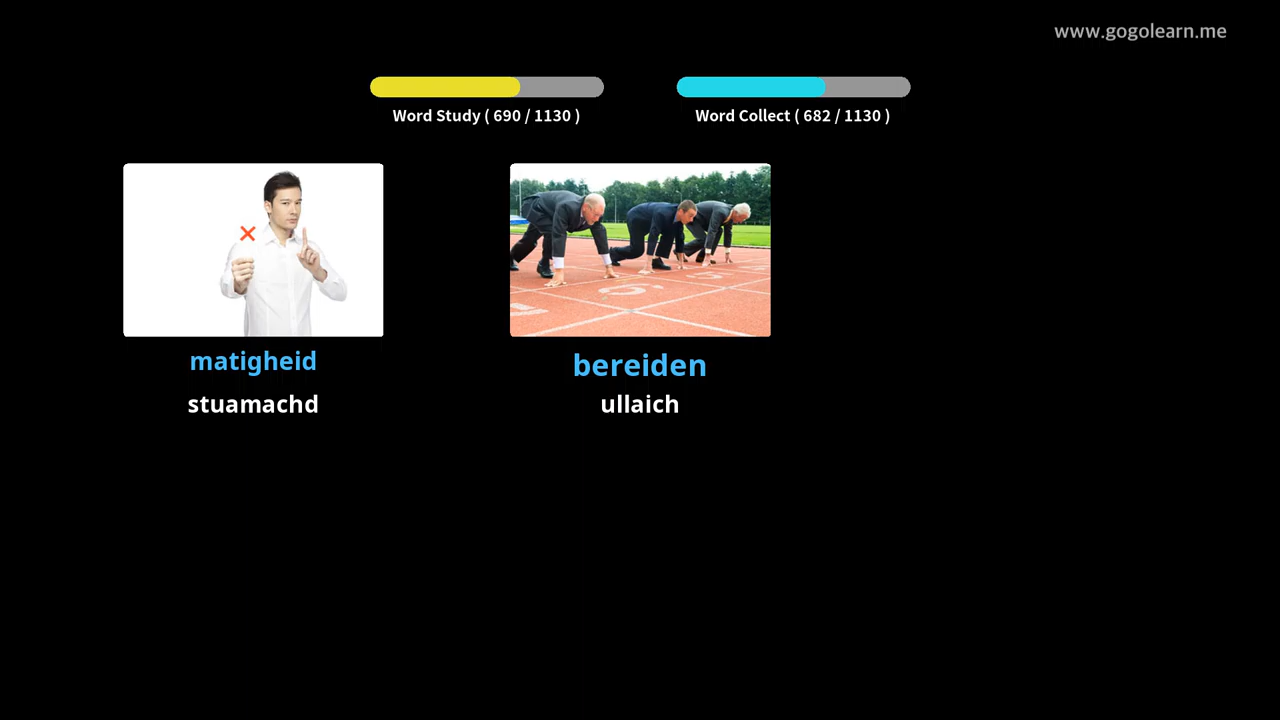 www.gogolearn.me
Word Study ( 690 / 1130 )
Word Collect ( 682 / 1130 )
matigheid
bereiden
stuamachd
ullaich